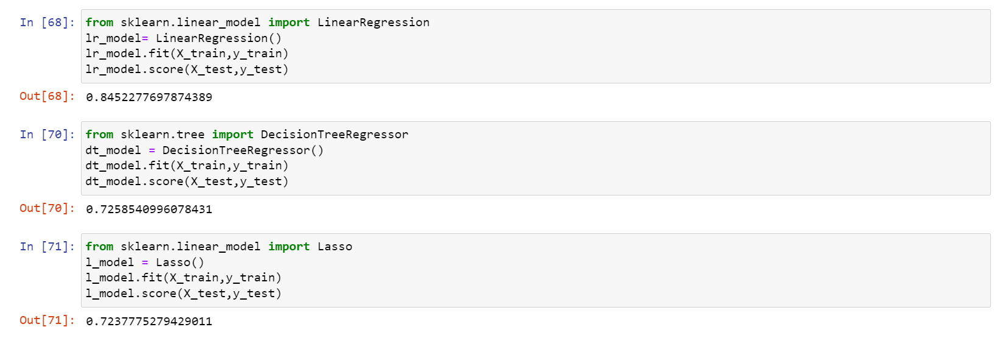 In [68]: from sklearn.linear_model import LinearRegression
lr_model= LinearRegression()
lr_model.fit(X_train,y_train)
lr_model.score(X_test,y_test)
Out[68]: 0.8452277697874389
In [70]: from sklearn.tree import DecisionTreeRegressor
dt_model = DecisionTreeRegressor()
dt_model.fit(X_train,y_train)
dt_model.score(X_test,y_test)
Out[70]: 0.7258540996078431
In [71]: from sklearn.linear_model import Lasso
l_model = Lasso()
l_model.fit(X_train,y_train)
l_model.score(X_test,y_test)
Out[71]: 0.7237775279429011